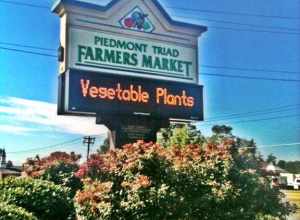 PIEDMONT TRIAD
FARMERS MARKET
Vegetable Plants